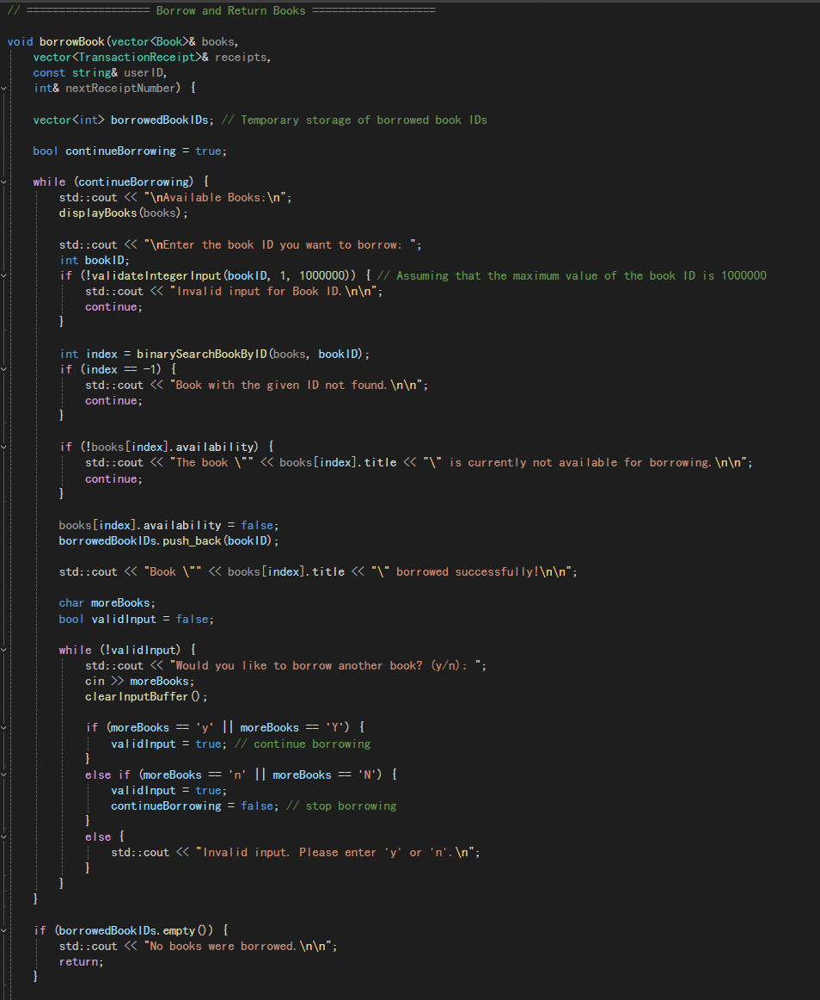 // =================== Borrow and Return Books ===================
void borrowBook(vector<Book>& books,
    vector<TransactionReceipt>& receipts,
    const string& userID,
    int& nextReceiptNumber) {
    vector<int> borrowedBookIDs; // Temporary storage of borrowed book IDs
    bool continueBorrowing = true;
    while (continueBorrowing) {
        std::cout << "\nAvailable Books:\n";
        displayBooks(books);
        std::cout << "\nEnter the book ID you want to borrow: ";
        int bookID;
        if (!validateIntegerInput(bookID, 1, 1000000)) { // Assuming that the maximum value of the book ID is 1000000
            std::cout << "Invalid input for Book ID.\n\n";
            continue;
        }
        int index = binarySearchBookByID(books, bookID);
        if (index == -1) {
            std::cout << "Book with the given ID not found.\n\n";
            continue;
        }
        if (!books[index].availability) {
            std::cout << "The book \"" << books[index].title << "\" is currently not available for borrowing.\n\n";
            continue;
        }
        books[index].availability = false;
        borrowedBookIDs.push_back(bookID);
        std::cout << "Book \"" << books[index].title << "\" borrowed successfully!\n\n";
        char moreBooks;
        bool validInput = false;
        while (!validInput) {
            std::cout << "Would you like to borrow another book? (y/n): ";
            cin >> moreBooks;
            clearInputBuffer();
            if (moreBooks == 'y' || moreBooks == 'Y') {
                validInput = true; // continue borrowing
            }
            else if (moreBooks == 'n' || moreBooks == 'N') {
                validInput = true;
                continueBorrowing = false; // stop borrowing
            }
            else {
                std::cout << "Invalid input. Please enter 'y' or 'n'.\n";
            }
        }
    }
    if (borrowedBookIDs.empty()) {
        std::cout << "No books were borrowed.\n\n";
        return;
    }